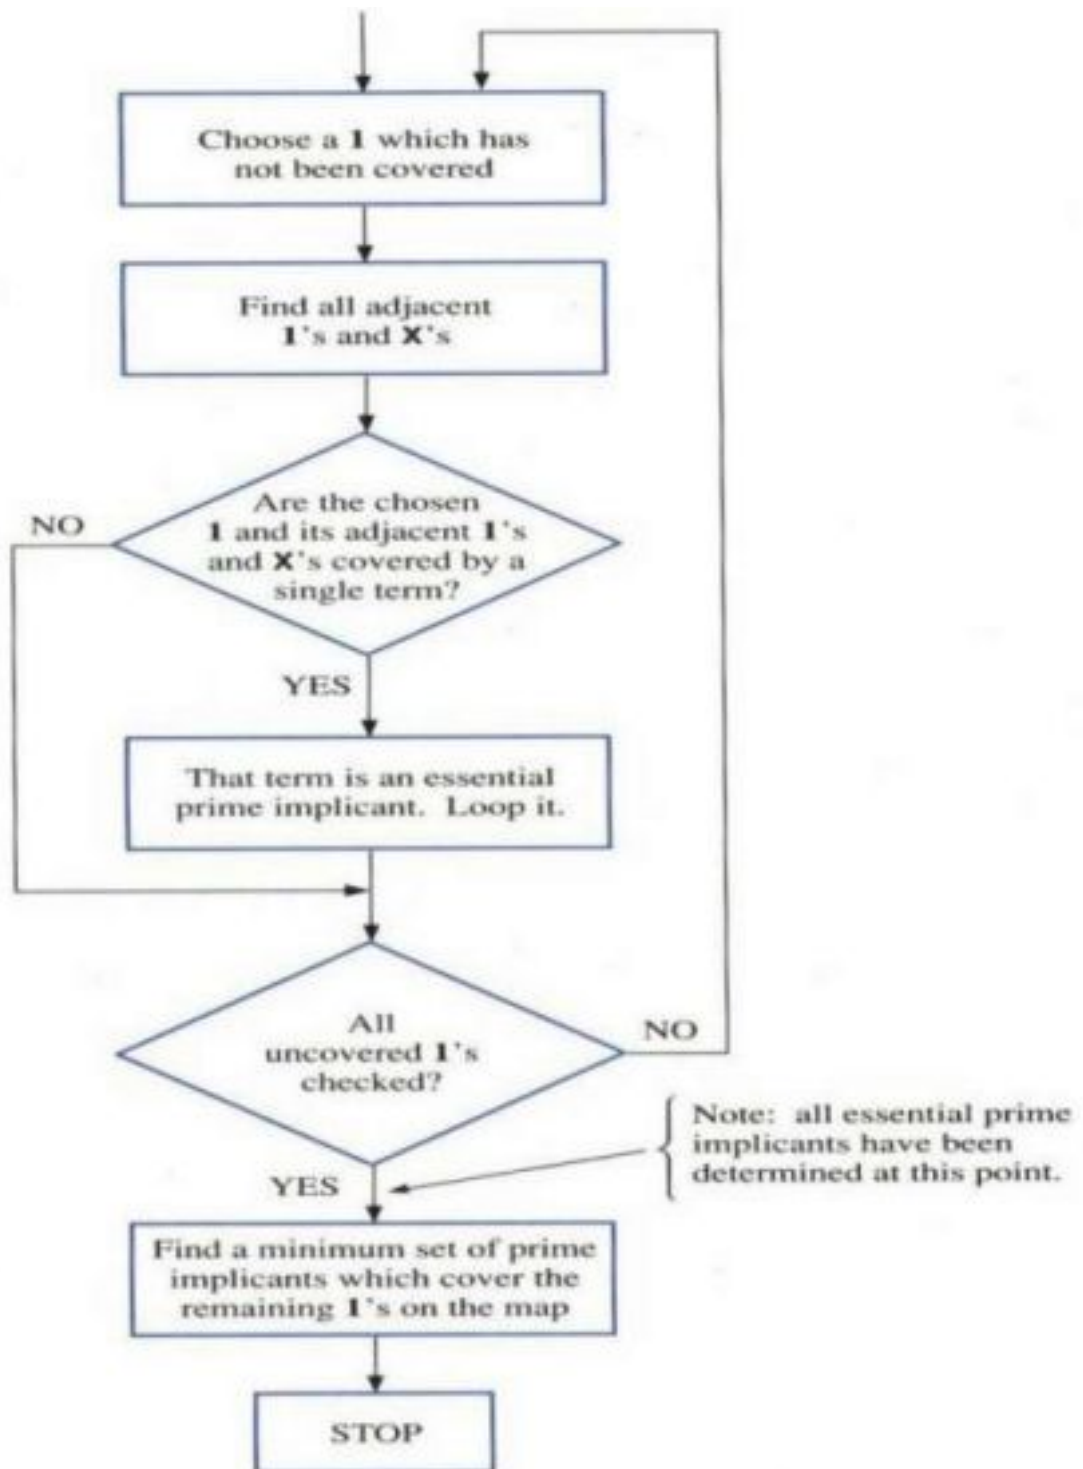 Choose a 1 which has
not been covered
Find all adjacent
1's and X's
Are the chosen
1 and its adjacent 1's
and X's covered by a
single term?
NO
YES
That term is an essential
prime implicant. Loop it.
All
uncovered 1's
checked?
NO
Note: all essential prime
implicants have been
determined at this point.
YES
Find a minimum set of prime
implicants which cover the
remaining 1's on the map
STOP